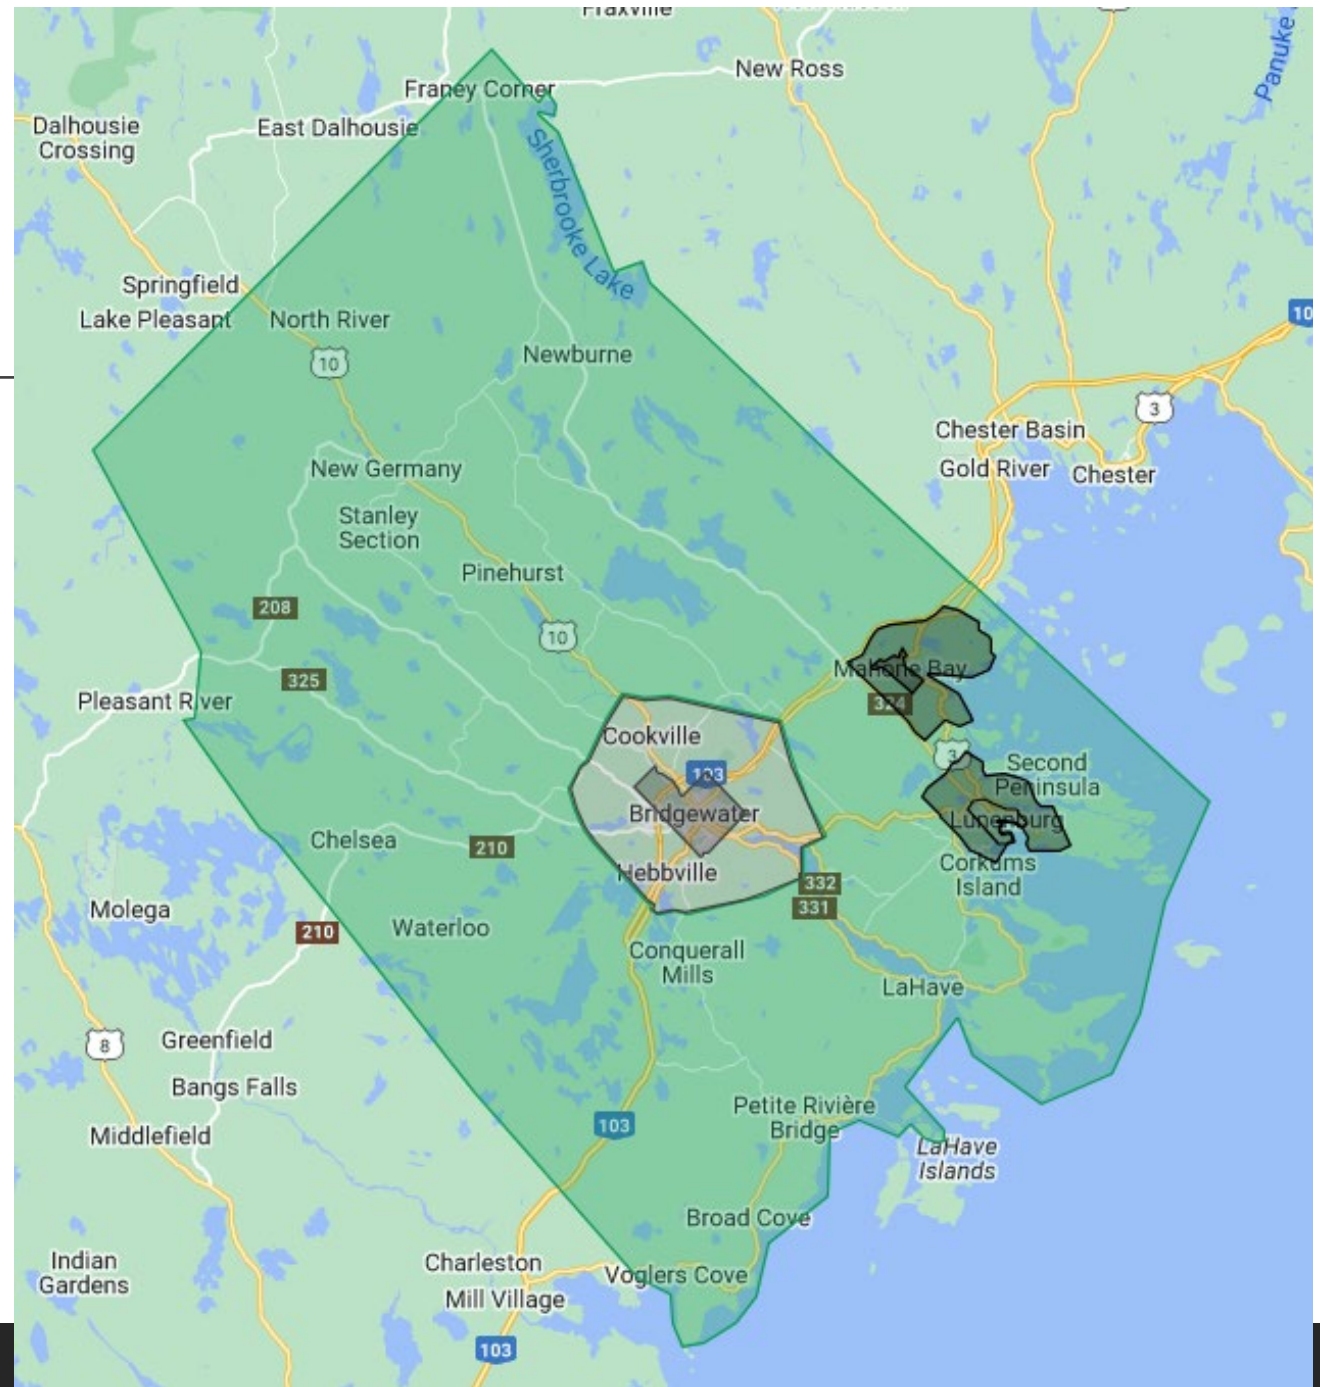 Fraxville
New Ross
Panuke
Franey Corner
Dalhousie
Crossing
East Dalhousie
Sherbrooke Lake
Springfield
Lake Pleasant
North River
10
10
Newburne
3
Chester Basin
Gold River
Chester
New Germany
Stanley
Section
Pinehurst
208
10
325
Mahone Bay
324
Pleasant River
Cookville
3
Second
Peninsula
103
Bridgewater
Lunenburg
Chelsea
210
Hebbville
Corkums
Island
332
331
Molega
210
Waterloo
Conquerall
Mills
LaHave
8
Greenfield
Bangs Falls
Middlefield
103
Petite Rivière
Bridge
LaHave
Islands
Broad Cove
Indian
Gardens
Charleston
Voglers Cove
Mill Village
103